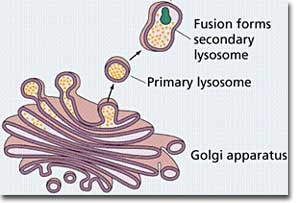 Fusion forms
secondary
lysosome
Primary lysosome
Golgi apparatus